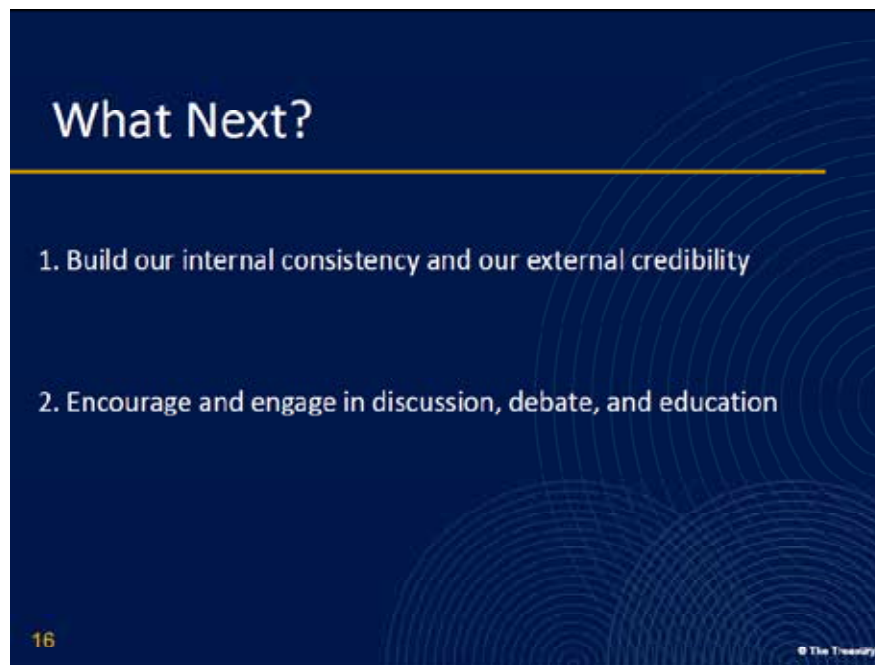 What Next?
1. Build our internal consistency and our external credibility
2. Encourage and engage in discussion, debate, and education
16
© The Treasury